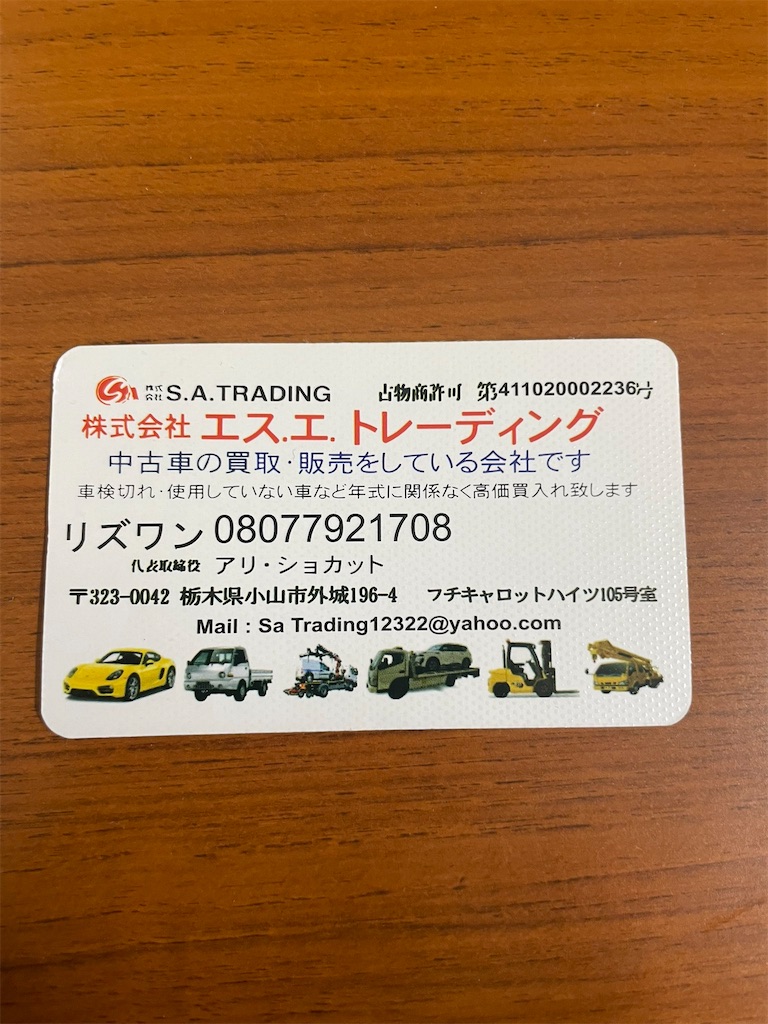 株式会社 S.A.TRADING 古物商許可 第411020002236号
株式会社 エス.エ.トレーディング
中古車の買取・販売をしている会社です
車検切れ・使用していない車など年式に関係なく高価買入れ致します
リズワン 08077921708
代表取締役 アリ・ショカット
〒323-0042 栃木県小山市外城196-4 フチキャロットハイツ105号室
Mail : Sa Trading12322@yahoo.com